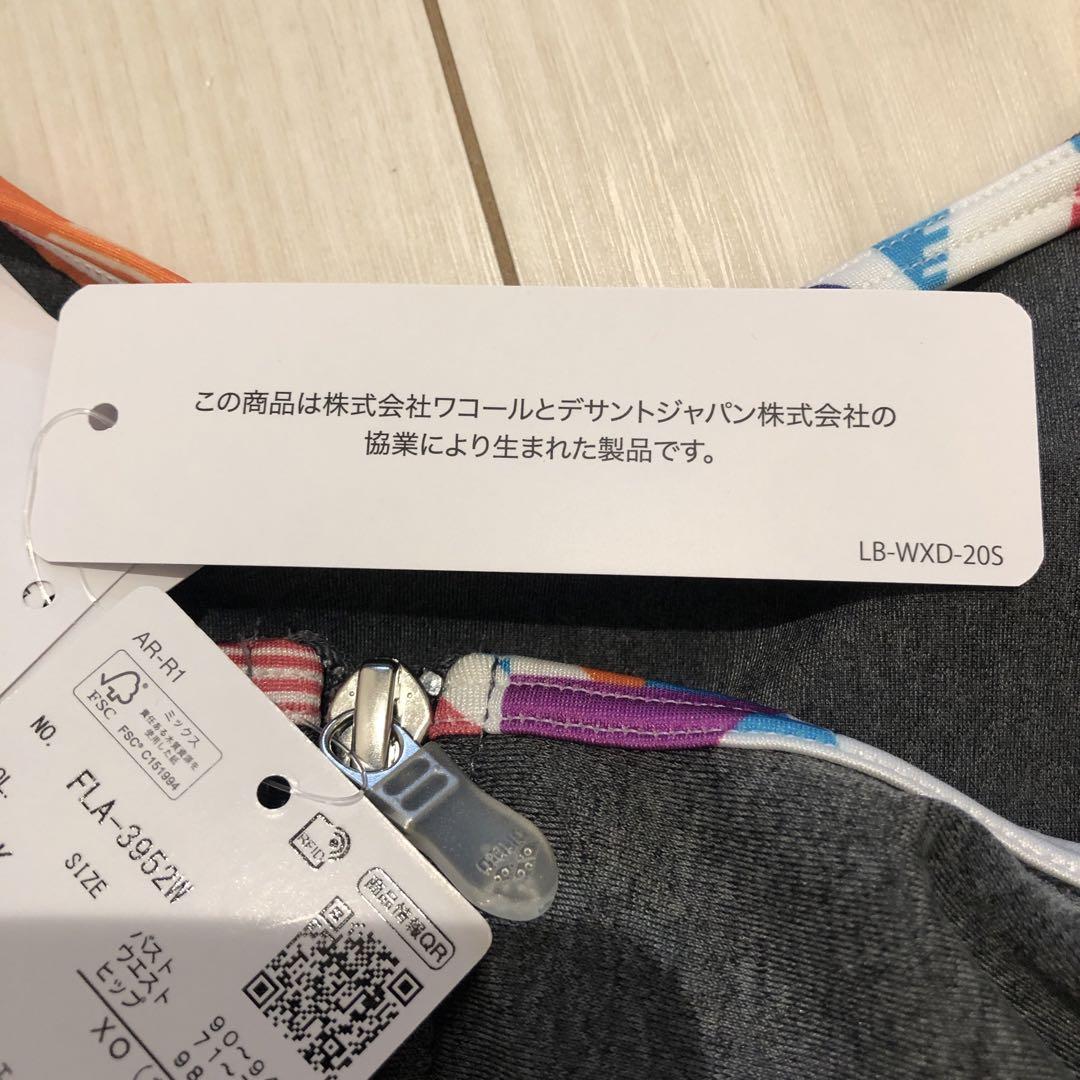 この商品は株式会社ワコールとデサントジャパン株式会社の
協業により生まれた製品です。
LB-WXD-20S
AR-R1
FSC
ミックス
責任ある木質資源を
使用した紙
FSC® C151994
NO.
FLA-3952W
SIZE
RFID
商品情報QR
バスト
ウエスト
ヒップ
90~94
71~
98
XO